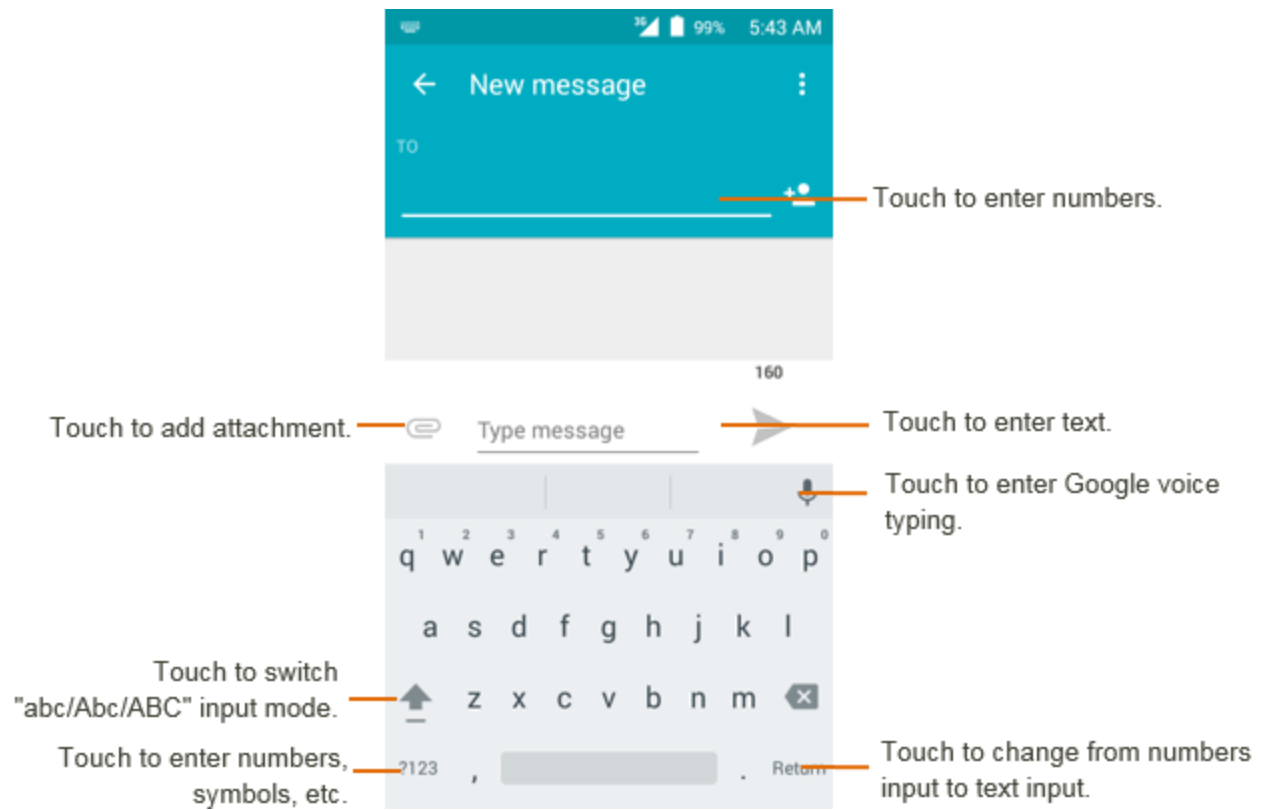 3G 99% 5:43 AM
New message
TO
Touch to enter numbers.
160
Touch to add attachment.
Type message
Touch to enter text.
Touch to enter Google voice
typing.
1 2 3 4 5 6 7 8 9 0
q w e r t y u i o p
a s d f g h j k l
Touch to switch
"abc/Abc/ABC" input mode.
z x c v b n m
Touch to enter numbers,
symbols, etc.
?123 , . Return
Touch to change from numbers
input to text input.